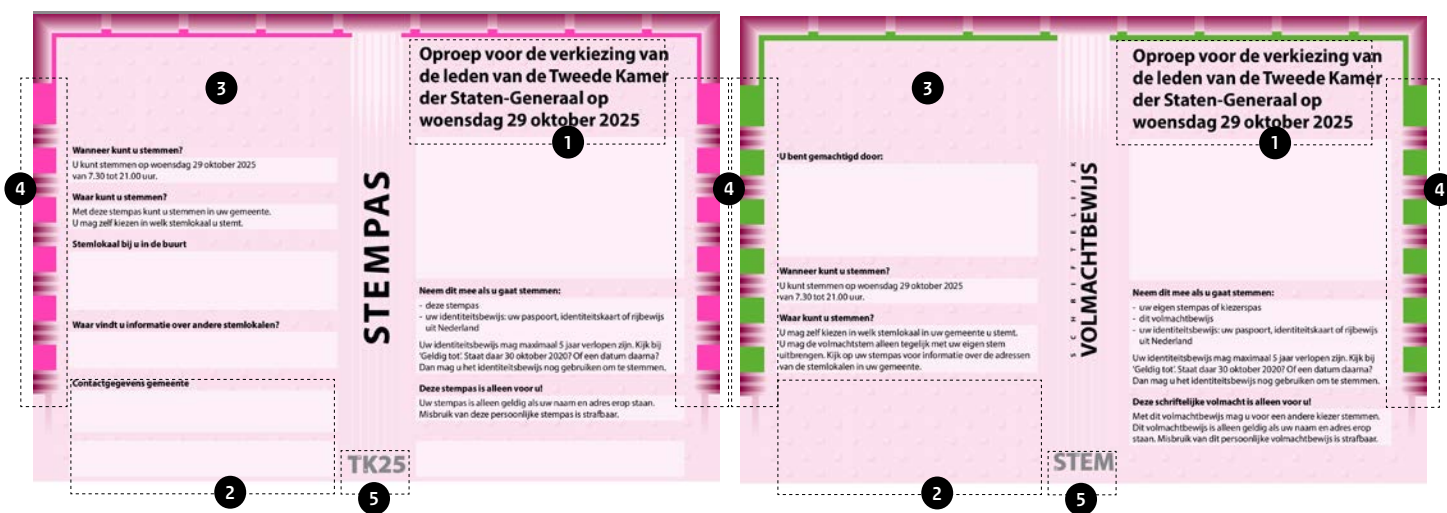 3
Wanneer kunt u stemmen?
U kunt stemmen op woensdag 29 oktober 2025
van 7.30 tot 21.00 uur.
Waar kunt u stemmen?
Met deze stempas kunt u stemmen in uw gemeente.
U mag zelf kiezen in welk stemlokaal u stemt.
Stemlokaal bij u in de buurt
Waar vindt u informatie over andere stemlokalen?
Contactgegevens gemeente
4
2
STEMPAS
TK25
5
Oproep voor de verkiezing van
de leden van de Tweede Kamer
der Staten-Generaal op
woensdag 29 oktober 2025
1
Neem dit mee als u gaat stemmen:
- deze stempas
- uw identiteitsbewijs: uw paspoort, identiteitskaart of rijbewijs
uit Nederland
Uw identiteitsbewijs mag maximaal 5 jaar verlopen zijn. Kijk bij
'Geldig tot'. Staat daar 30 oktober 2020? Of een datum daarna?
Dan mag u het identiteitsbewijs nog gebruiken om te stemmen.
Deze stempas is alleen voor u!
Uw stempas is alleen geldig als uw naam en adres erop staan.
Misbruik van deze persoonlijke stempas is strafbaar.
4
3
U bent gemachtigd door:
Wanneer kunt u stemmen?
U kunt stemmen op woensdag 29 oktober 2025
van 7.30 tot 21.00 uur.
Waar kunt u stemmen?
U mag zelf kiezen in welk stemlokaal in uw gemeente u stemt.
U mag de volmachtstem alleen tegelijk met uw eigen stem
uitbrengen. Kijk op uw stempas voor informatie over de adressen
van de stemlokalen in uw gemeente.
2
SCHRIFTELIJK
VOLMACHTBEWIJS
STEM
5
Oproep voor de verkiezing van
de leden van de Tweede Kamer
der Staten-Generaal op
woensdag 29 oktober 2025
1
Neem dit mee als u gaat stemmen:
- uw eigen stempas of kiezerspas
- dit volmachtbewijs
- uw identiteitsbewijs: uw paspoort, identiteitskaart of rijbewijs
uit Nederland
Uw identiteitsbewijs mag maximaal 5 jaar verlopen zijn. Kijk bij
'Geldig tot'. Staat daar 30 oktober 2020? Of een datum daarna?
Dan mag u het identiteitsbewijs nog gebruiken om te stemmen.
Deze schriftelijke volmacht is alleen voor u!
Met dit volmachtbewijs mag u voor een andere kiezer stemmen.
Dit volmachtbewijs is alleen geldig als uw naam en adres erop
staan. Misbruik van dit persoonlijke volmachtbewijs is strafbaar.
4